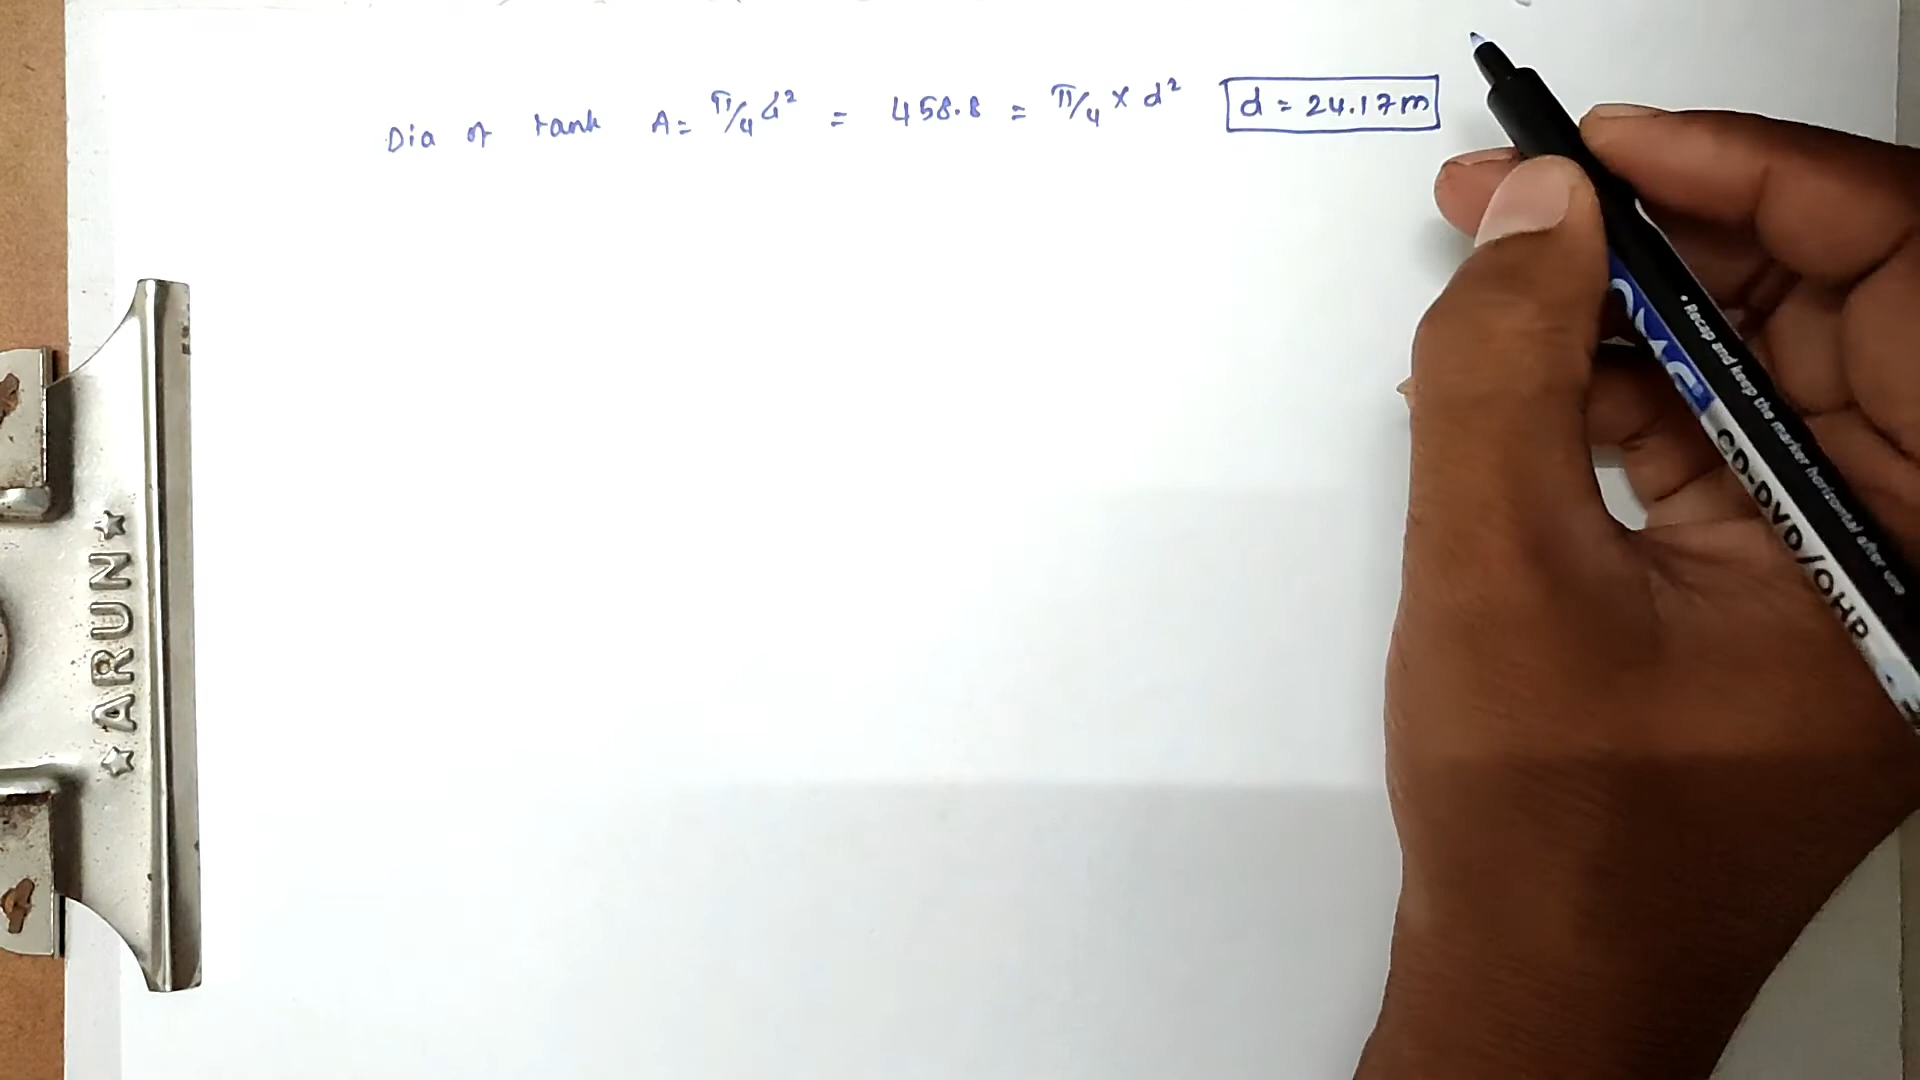 Dia of tank A = π/4 d² = 458.8 = π/4 × d² d = 24.17m
★ARUN★
• Recap and keep the marker horizontal after use
CD-DVD/OHP